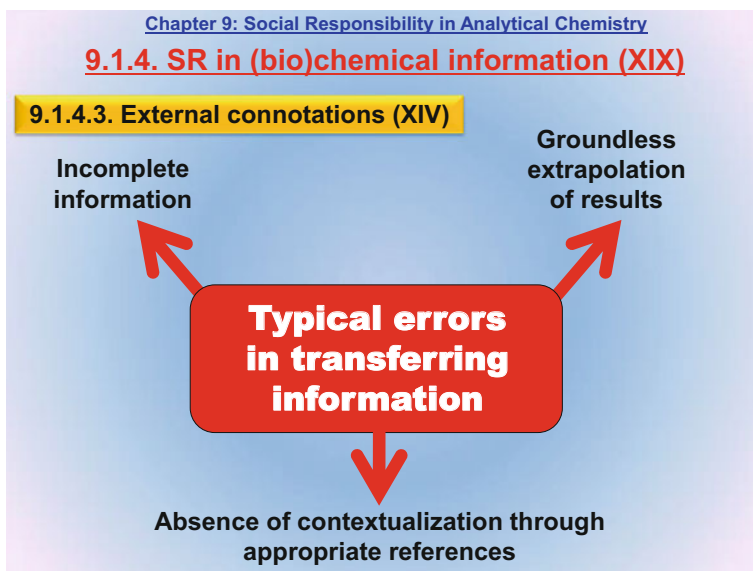 Chapter 9: Social Responsibility in Analytical Chemistry
9.1.4. SR in (bio)chemical information (XIX)
9.1.4.3. External connotations (XIV)
Incomplete
information
Groundless
extrapolation
of results
Typical errors
in transferring
information
Absence of contextualization through
appropriate references